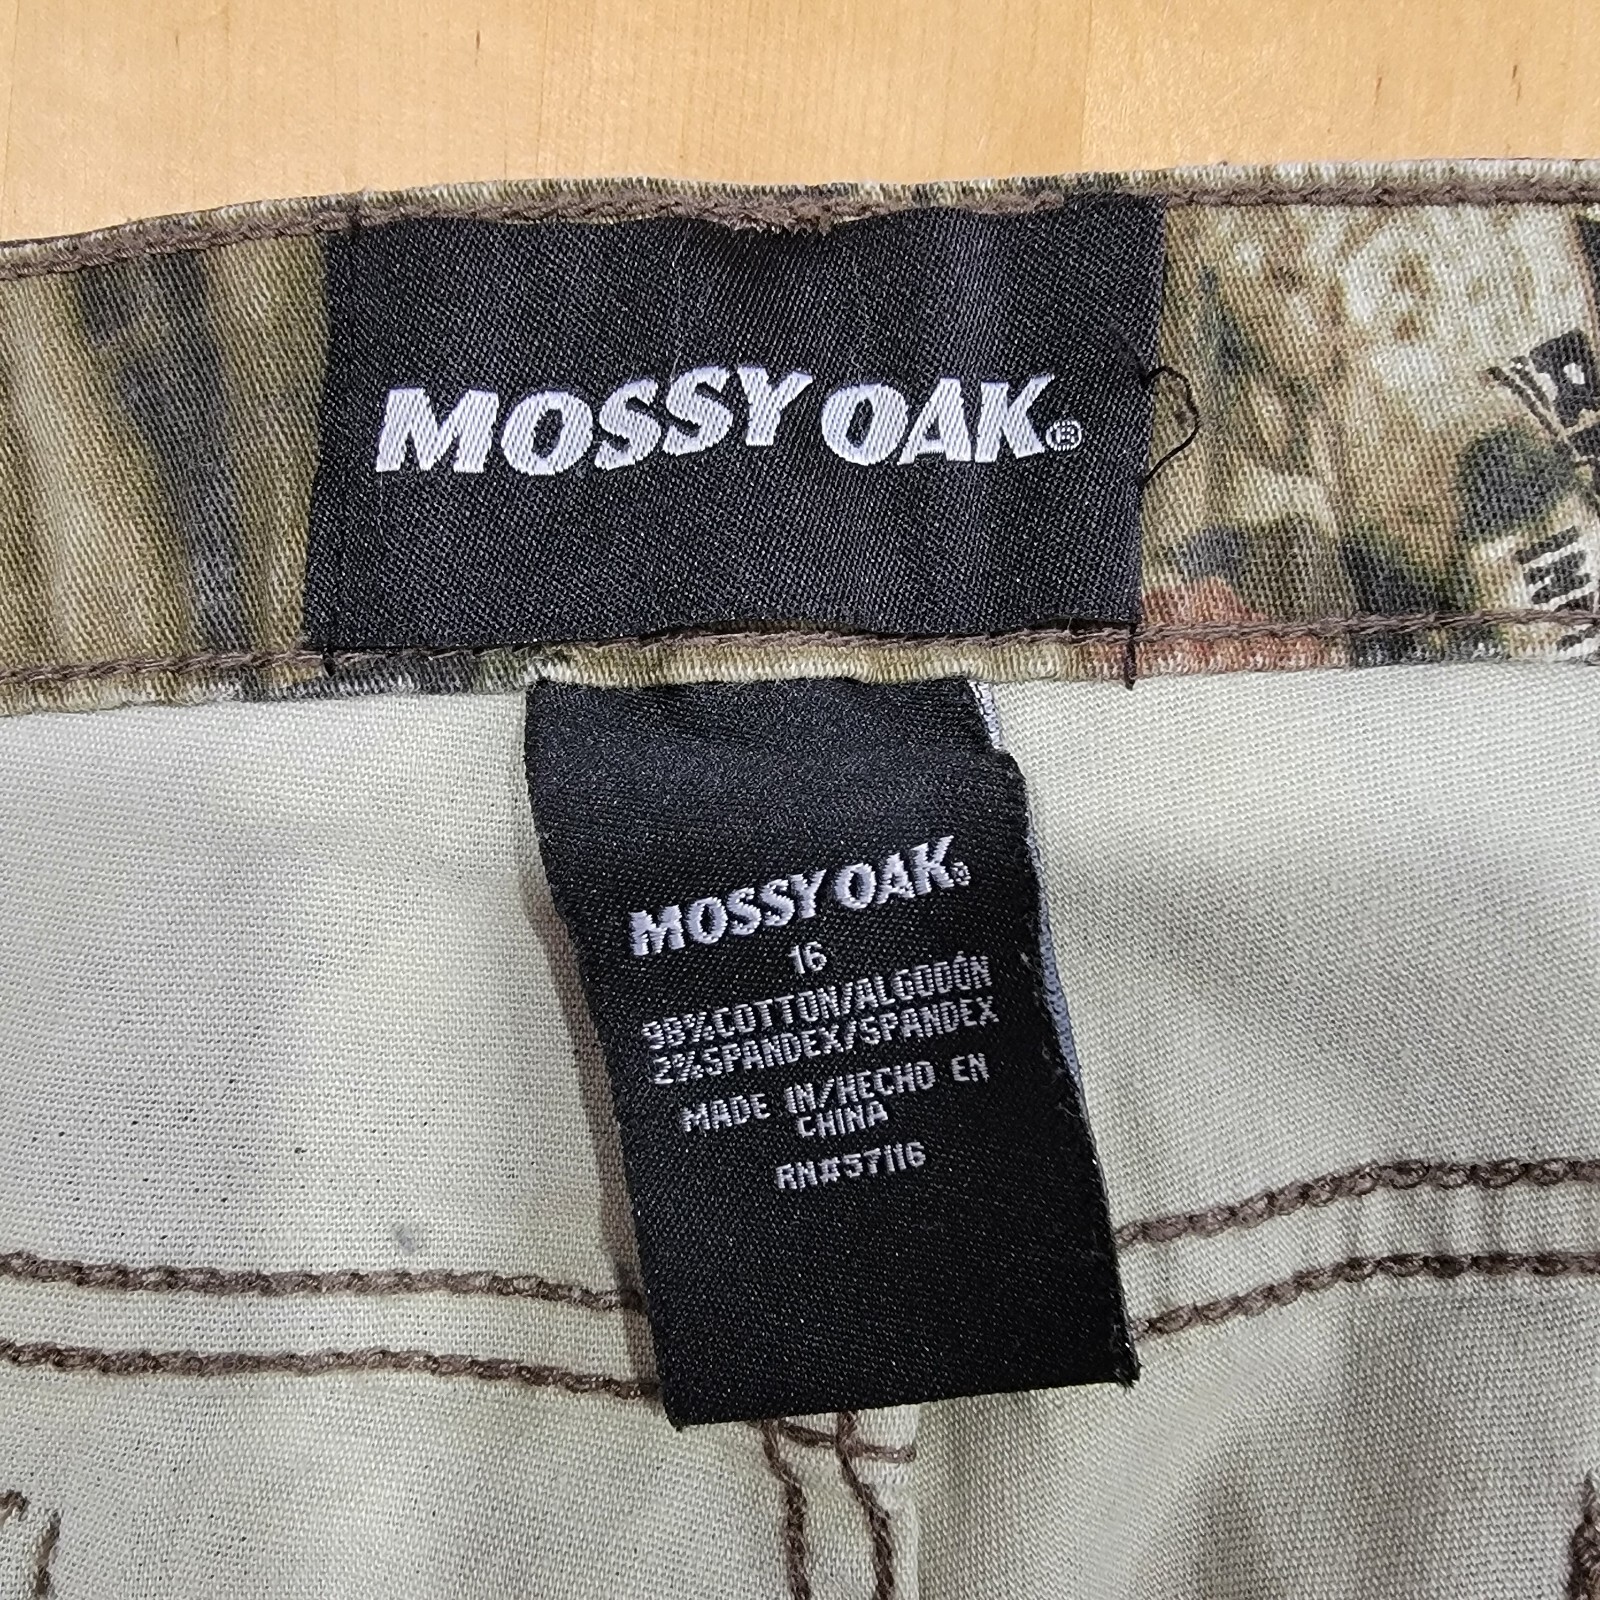 MOSSY OAK®
MOSSY OAK®
16
98%COTTON/ALGODÓN
2%SPANDEX/SPANDEX
MADE IN/HECHO EN
CHINA
RN#57116